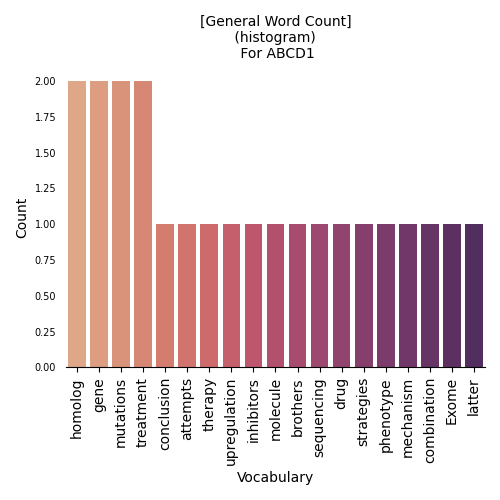 [General Word Count]
(histogram)
For ABCD1
Count
2.00
1.75
1.50
1.25
1.00
0.75
0.50
0.25
0.00
homolog
gene
mutations
treatment
conclusion
attempts
therapy
upregulation
inhibitors
molecule
brothers
sequencing
drug
strategies
phenotype
mechanism
combination
Exome
latter
Vocabulary